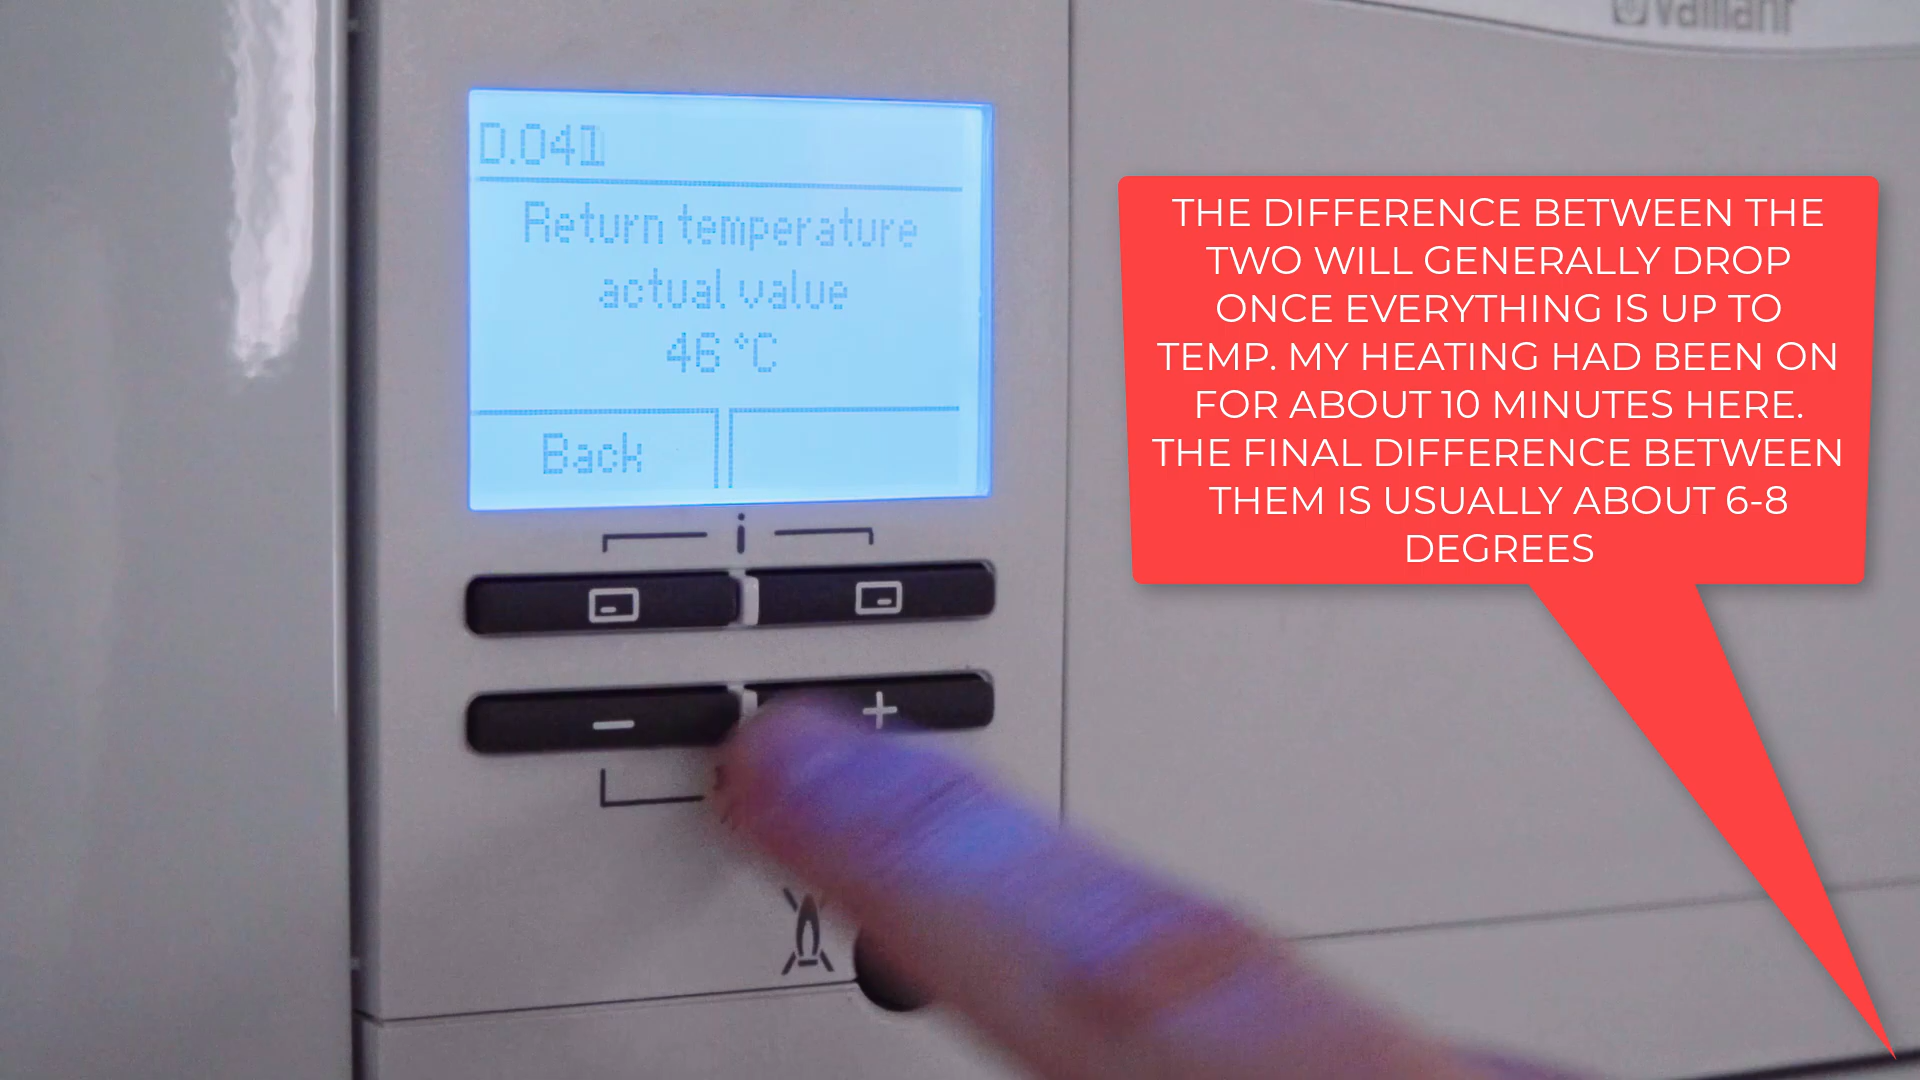 Vaillant
D.041
Return temperature
actual value
46 °C
Back
i
THE DIFFERENCE BETWEEN THE
TWO WILL GENERALLY DROP
ONCE EVERYTHING IS UP TO
TEMP. MY HEATING HAD BEEN ON
FOR ABOUT 10 MINUTES HERE.
THE FINAL DIFFERENCE BETWEEN
THEM IS USUALLY ABOUT 6-8
DEGREES
- +